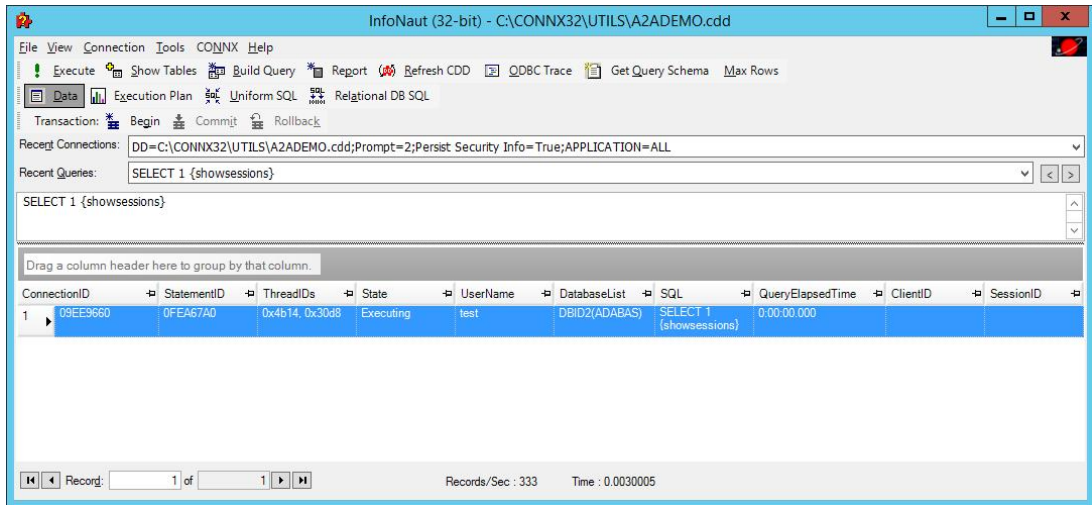 InfoNaut (32-bit) - C:\CONNX32\UTILS\A2ADEMO.cdd
File View Connection Tools CONNX Help
Execute Show Tables Build Query Report Refresh CDD ODBC Trace Get Query Schema Max Rows
Data Execution Plan Uniform SQL Relational DB SQL
Transaction: Begin Commit Rollback
Recent Connections: DD=C:\CONNX32\UTILS\A2ADEMO.cdd;Prompt=2;Persist Security Info=True;APPLICATION=ALL
Recent Queries: SELECT 1 {showsessions}
SELECT 1 {showsessions}
Drag a column header here to group by that column.
ConnectionID StatementID ThreadIDs State UserName DatabaseList SQL QueryElapsedTime ClientID SessionID
1 09EE9660 0FEA67A0 0x4b14, 0x30d8 Executing test DBID2(ADABAS) SELECT 1 0:00:00.000
{showsessions}
Record: 1 of 1 Records/Sec : 333 Time : 0.0030005